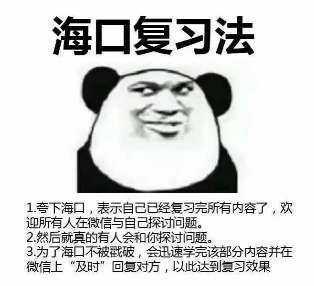 海口复习法
1.夸下海口，表示自己已经复习完所有内容了，欢
迎所有人在微信与自己探讨问题。
2.然后就真的有人会和你探讨问题。
3.为了海口不被戳破，会迅速学完该部分内容并在
微信上“及时”回复对方，以此达到复习效果